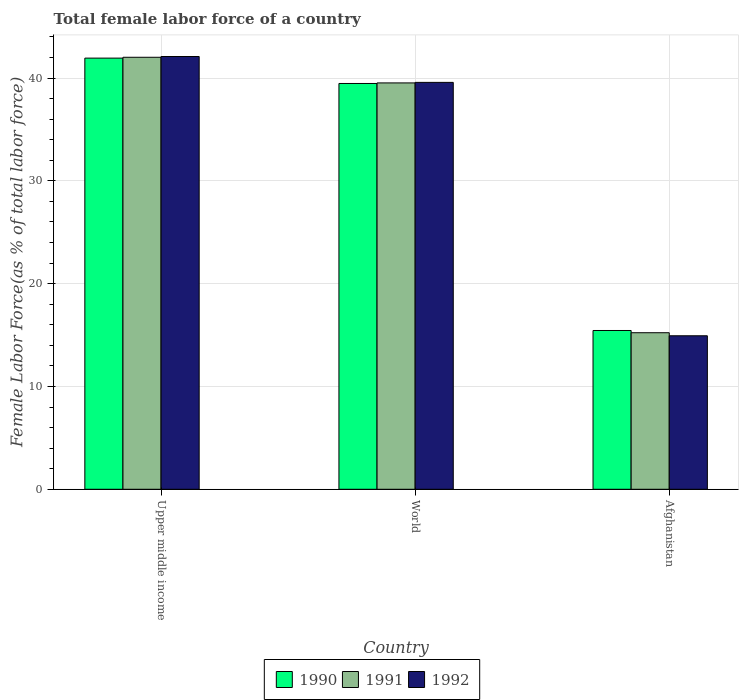 Total female labor force of a country
Female Labor Force(as % of total labor force)
40
30
20
10
0
Upper middle income
World
Afghanistan
Country
1990
1991
1992